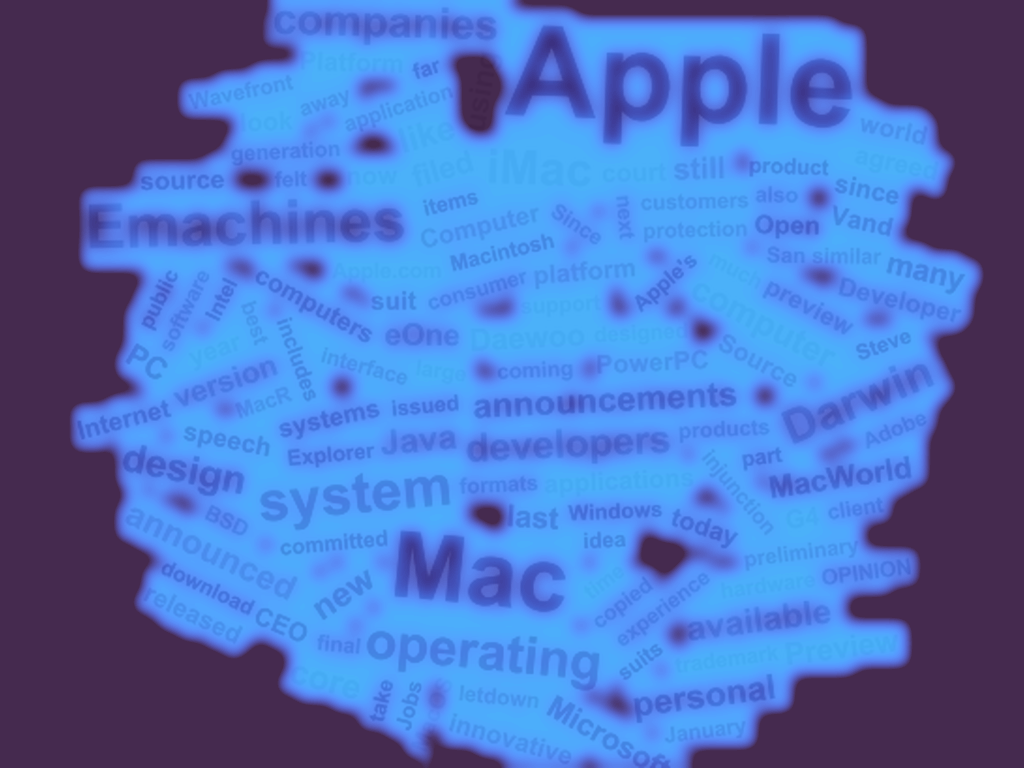 companies
Apple
Platform
far
using
Wavefront
away
application
look
like
world
generation
agreed
filed
iMac
court
still
product
source
felt
now
since
items
customers
also
Emachines
Computer
Since
next
protection
Open
Vand
Macintosh
San
similar
many
public
software
Intel
computers
Apple.com
consumer
platform
Apple's
much
preview
Developer
suit
support
best
includes
eOne
Daewoo
designed
computer
Steve
PC
year
interface
large
coming
PowerPC
Source
Internet
version
MacR
systems
issued
announcements
Darwin
speech
Explorer
Java
developers
products
part
Adobe
design
system
formats
applications
injunction
MacWorld
BSD
last
Windows
today
G4
client
announced
committed
idea
Mac
preliminary
time
copied
experience
hardware
OPINION
download
new
released
CEO
final
operating
suits
available
trademark
Preview
core
take
Jobs
letdown
Microsoft
personal
innovative
January